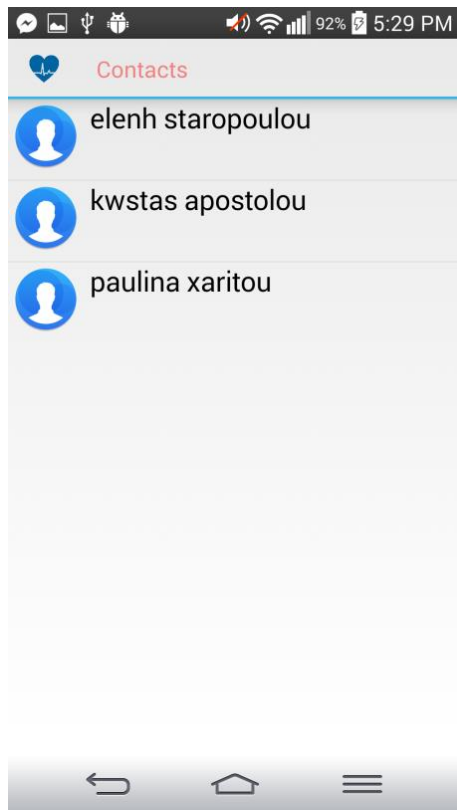 92% 5:29 PM
Contacts
elenh staropoulou
kwstas apostolou
paulina xaritou